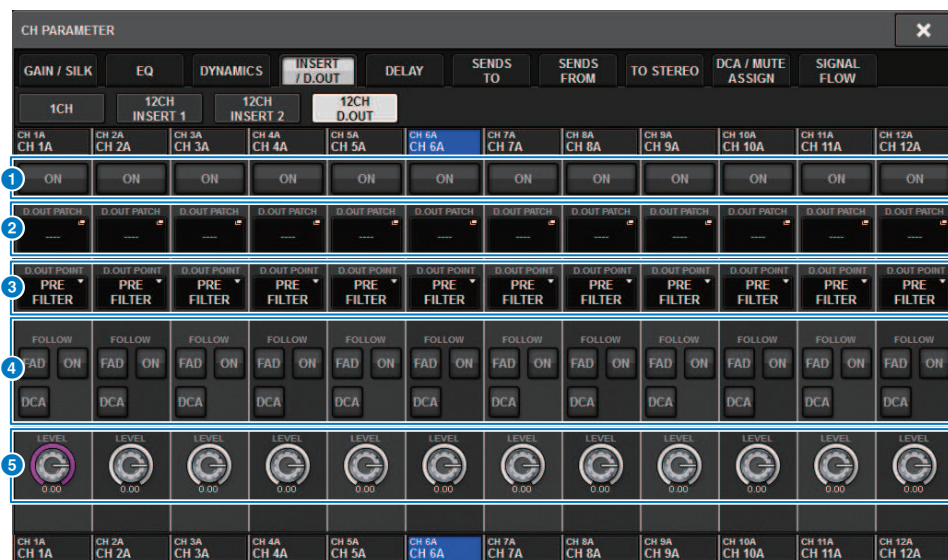 CH PARAMETER
GAIN / SILK EQ DYNAMICS INSERT / D.OUT DELAY SENDS TO SENDS FROM TO STEREO DCA / MUTE ASSIGN SIGNAL FLOW
1CH 12CH INSERT 1 12CH INSERT 2 12CH D.OUT
CH 1A CH 2A CH 3A CH 4A CH 5A CH 6A CH 7A CH 8A CH 9A CH 10A CH 11A CH 12A
CH 1A CH 2A CH 3A CH 4A CH 5A CH 6A CH 7A CH 8A CH 9A CH 10A CH 11A CH 12A
1 ON ON ON ON ON ON ON ON ON ON ON ON
D.OUT PATCH D.OUT PATCH D.OUT PATCH D.OUT PATCH D.OUT PATCH D.OUT PATCH D.OUT PATCH D.OUT PATCH D.OUT PATCH D.OUT PATCH D.OUT PATCH D.OUT PATCH
2 ---- ---- ---- ---- ---- ---- ---- ---- ---- ---- ---- ----
D.OUT POINT D.OUT POINT D.OUT POINT D.OUT POINT D.OUT POINT D.OUT POINT D.OUT POINT D.OUT POINT D.OUT POINT D.OUT POINT D.OUT POINT D.OUT POINT
3 PRE PRE PRE PRE PRE PRE PRE PRE PRE PRE PRE PRE
FILTER FILTER FILTER FILTER FILTER FILTER FILTER FILTER FILTER FILTER FILTER FILTER
FOLLOW FOLLOW FOLLOW FOLLOW FOLLOW FOLLOW FOLLOW FOLLOW FOLLOW FOLLOW FOLLOW FOLLOW
4 FAD ON FAD ON FAD ON FAD ON FAD ON FAD ON FAD ON FAD ON FAD ON FAD ON FAD ON FAD ON
DCA DCA DCA DCA DCA DCA DCA DCA DCA DCA DCA DCA
LEVEL LEVEL LEVEL LEVEL LEVEL LEVEL LEVEL LEVEL LEVEL LEVEL LEVEL LEVEL
5
0.00 0.00 0.00 0.00 0.00 0.00 0.00 0.00 0.00 0.00 0.00 0.00
CH 1A CH 2A CH 3A CH 4A CH 5A CH 6A CH 7A CH 8A CH 9A CH 10A CH 11A CH 12A
CH 1A CH 2A CH 3A CH 4A CH 5A CH 6A CH 7A CH 8A CH 9A CH 10A CH 11A CH 12A